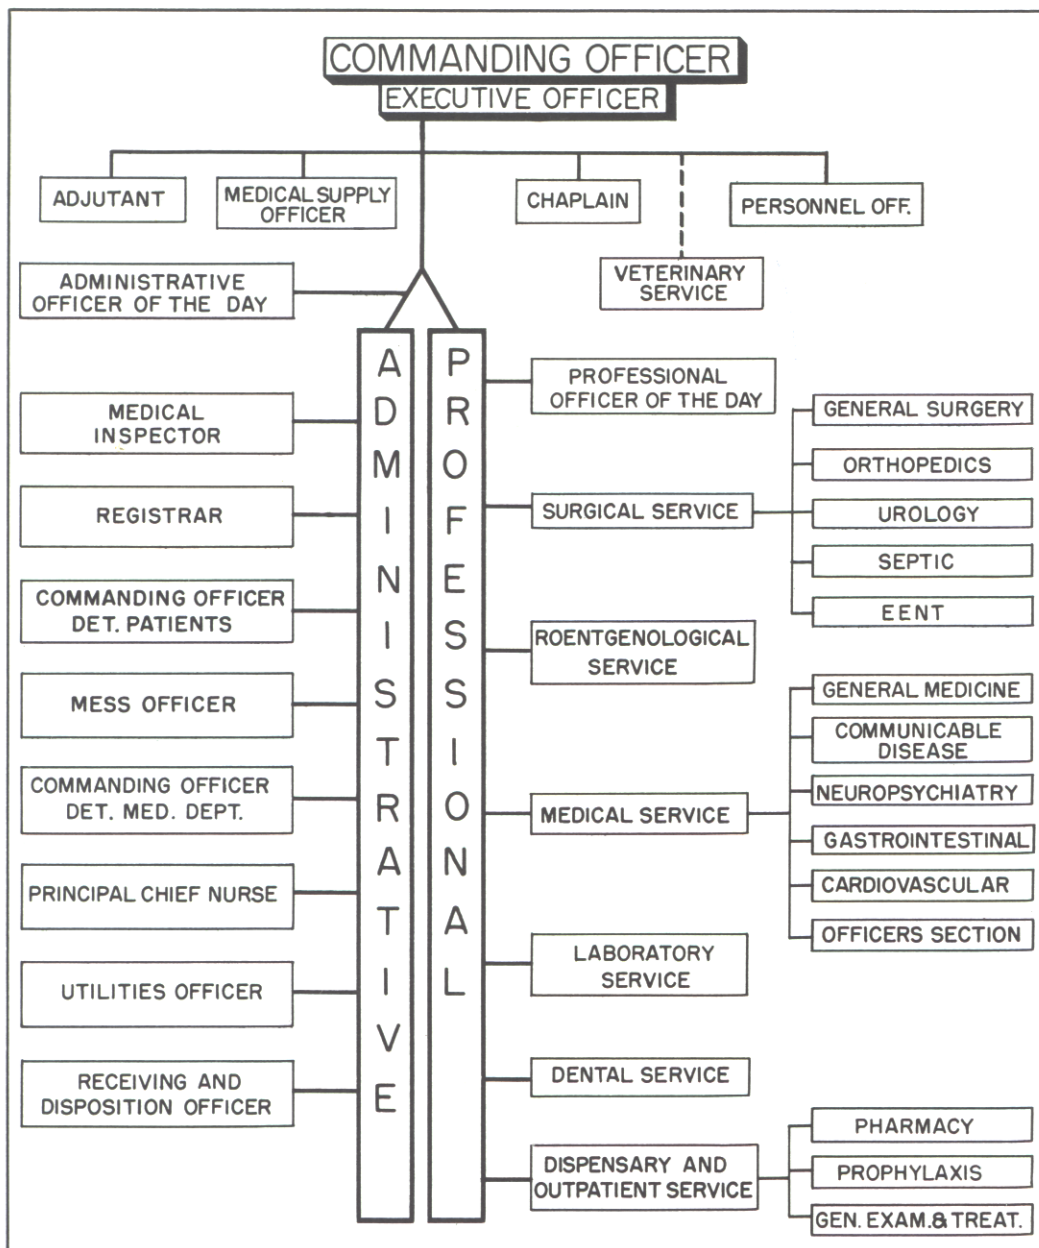 COMMANDING OFFICER
EXECUTIVE OFFICER
ADJUTANT
MEDICAL SUPPLY
OFFICER
CHAPLAIN
PERSONNEL OFF.
VETERINARY
SERVICE
ADMINISTRATIVE
OFFICER OF THE DAY
ADMINISTRATIVE
MEDICAL
INSPECTOR
REGISTRAR
COMMANDING OFFICER
DET. PATIENTS
MESS OFFICER
COMMANDING OFFICER
DET. MED. DEPT.
PRINCIPAL CHIEF NURSE
UTILITIES OFFICER
RECEIVING AND
DISPOSITION OFFICER
PROFESSIONAL
PROFESSIONAL
OFFICER OF THE DAY
SURGICAL SERVICE
GENERAL SURGERY
ORTHOPEDICS
UROLOGY
SEPTIC
EENT
ROENTGENOLOGICAL
SERVICE
MEDICAL SERVICE
GENERAL MEDICINE
COMMUNICABLE
DISEASE
NEUROPSYCHIATRY
GASTROINTESTINAL
CARDIOVASCULAR
OFFICERS SECTION
LABORATORY
SERVICE
DENTAL SERVICE
DISPENSARY AND
OUTPATIENT SERVICE
PHARMACY
PROPHYLAXIS
GEN. EXAM.& TREAT.